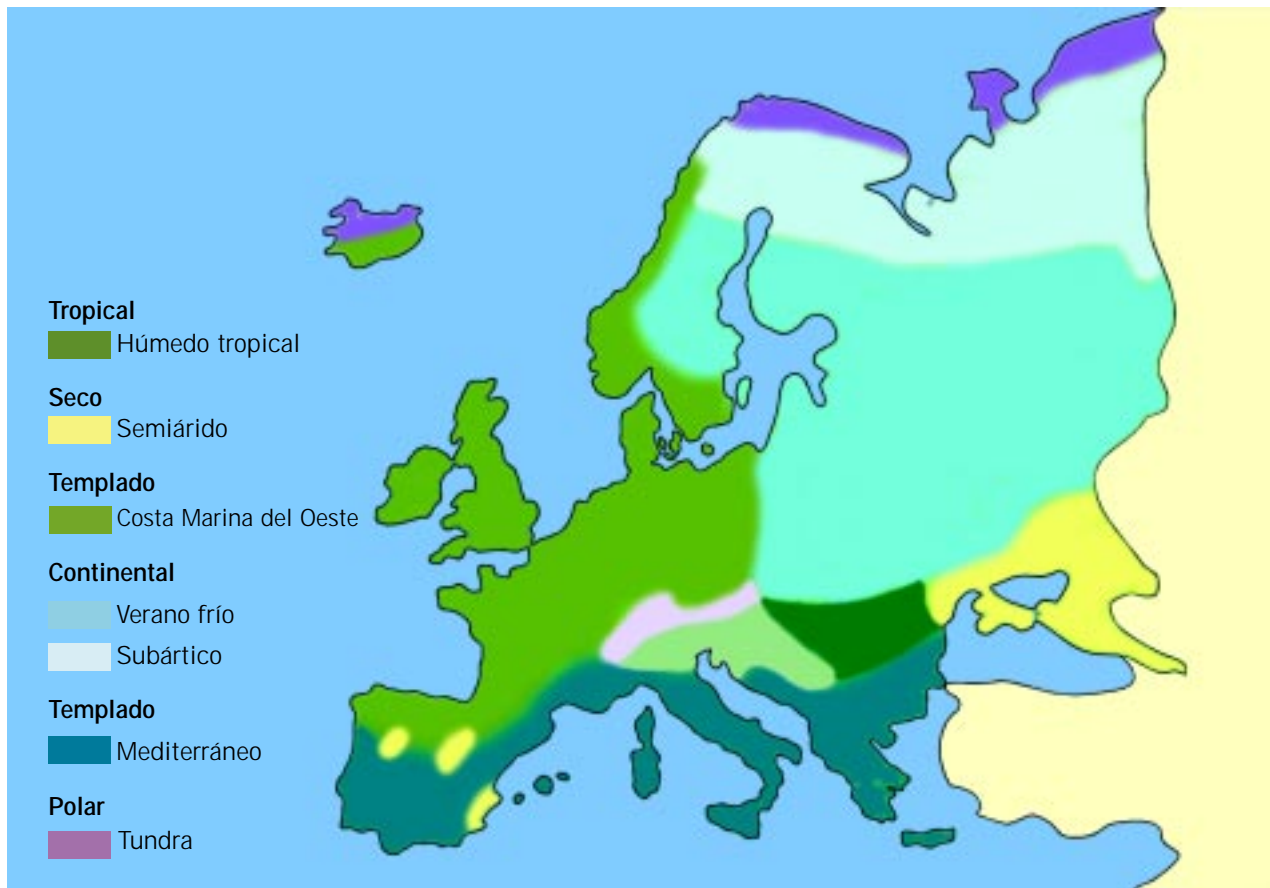 Tropical
Húmedo tropical
Seco
Semiárido
Templado
Costa Marina del Oeste
Continental
Verano frío
Subártico
Templado
Mediterráneo
Polar
Tundra